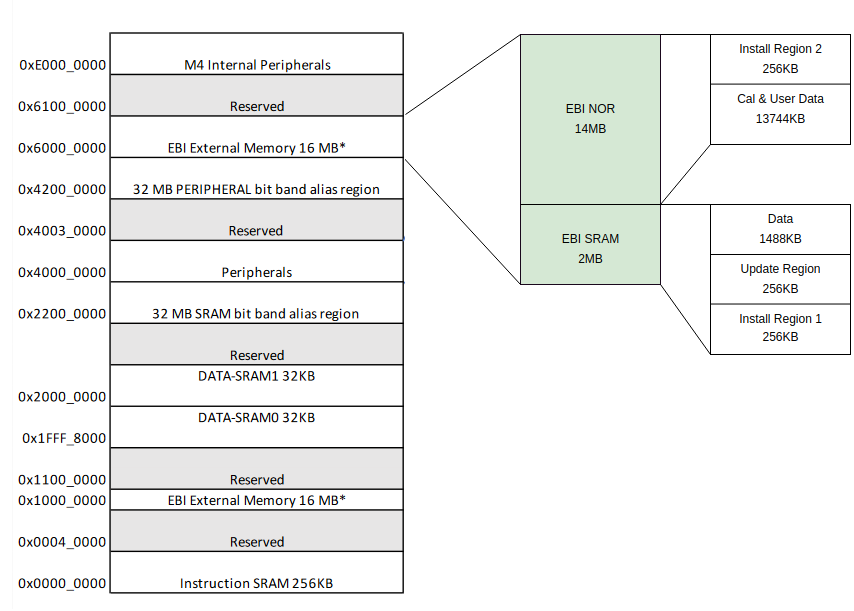 0xE000_0000
M4 Internal Peripherals
0x6100_0000
Reserved
0x6000_0000
EBI External Memory 16 MB*
0x4200_0000
32 MB PERIPHERAL bit band alias region
0x4003_0000
Reserved
0x4000_0000
Peripherals
0x2200_0000
32 MB SRAM bit band alias region
Reserved
DATA-SRAM1 32KB
0x2000_0000
DATA-SRAM0 32KB
0x1FFF_8000
0x1100_0000
Reserved
0x1000_0000
EBI External Memory 16 MB*
0x0004_0000
Reserved
0x0000_0000
Instruction SRAM 256KB
EBI NOR
14MB
EBI SRAM
2MB
Install Region 2
256KB
Cal & User Data
13744KB
Data
1488KB
Update Region
256KB
Install Region 1
256KB